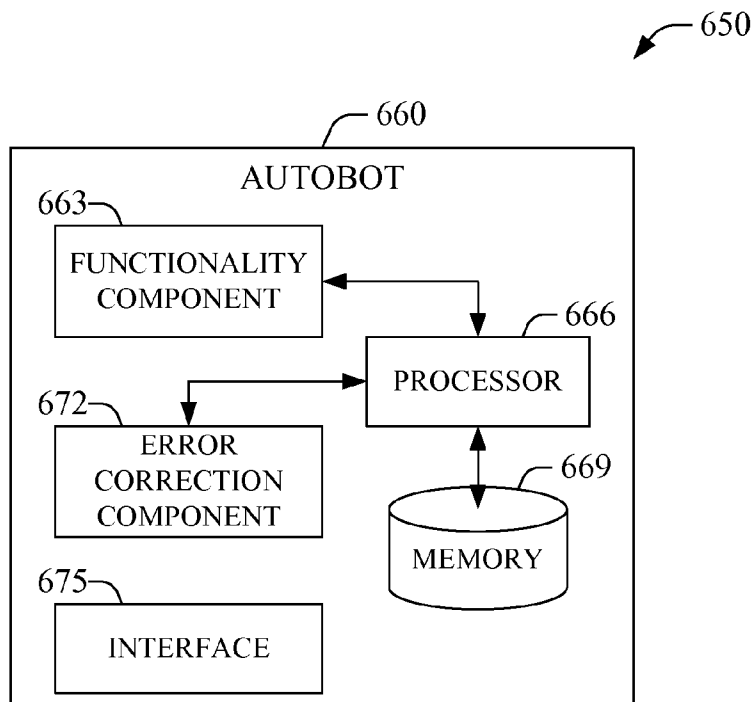 650
660
AUTOBOT
663
FUNCTIONALITY
COMPONENT
666
PROCESSOR
672
ERROR
CORRECTION
COMPONENT
669
MEMORY
675
INTERFACE